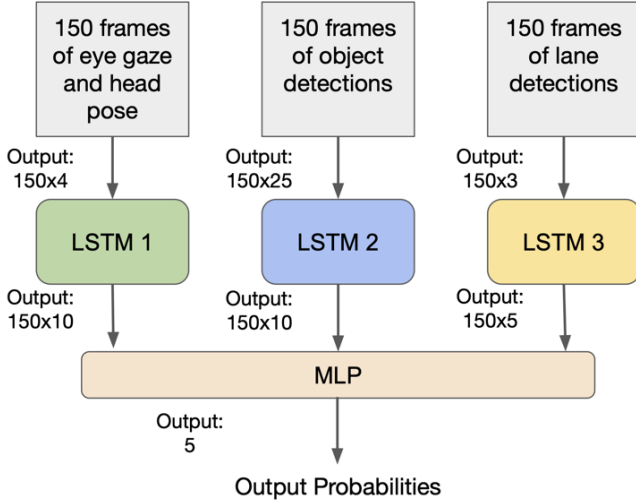 150 frames
of eye gaze
and head
pose
150 frames
of object
detections
150 frames
of lane
detections
Output:
150x4
Output:
150x25
Output:
150x3
LSTM 1
LSTM 2
LSTM 3
Output:
150x10
Output:
150x10
Output:
150x5
MLP
Output:
5
Output Probabilities